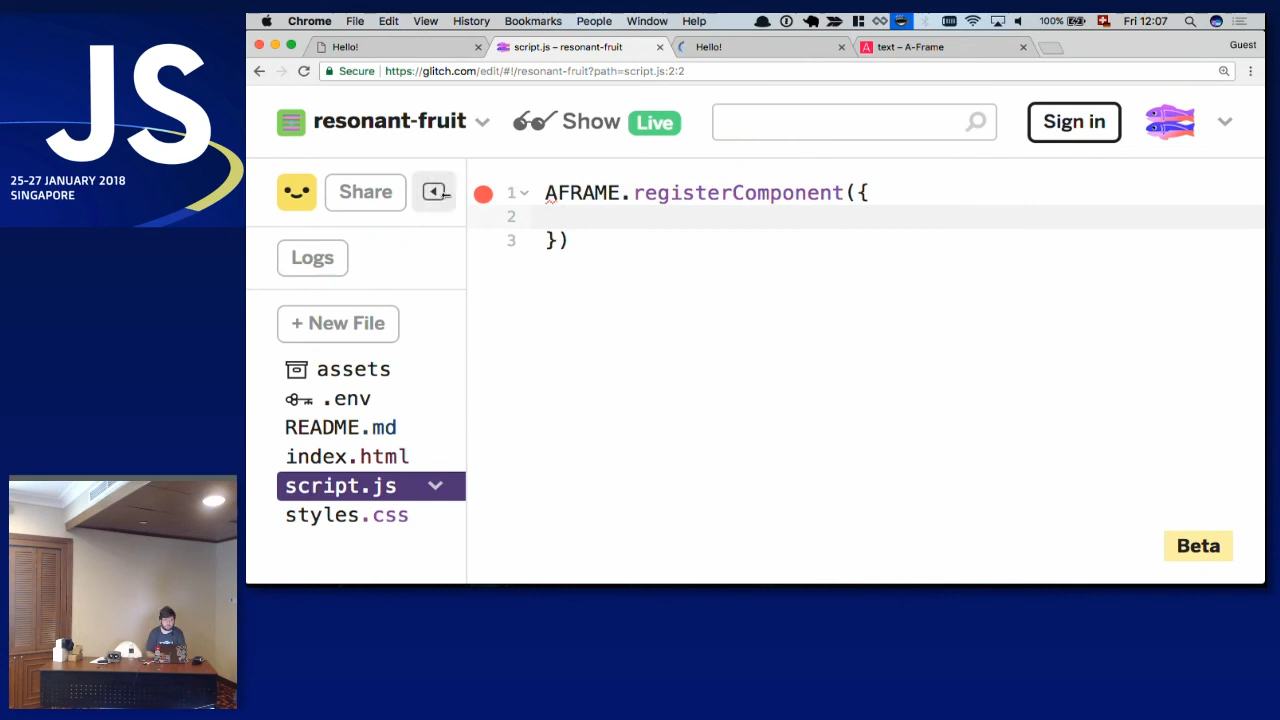 JS
25-27 JANUARY 2018
SINGAPORE
Chrome File Edit View History Bookmarks People Window Help
100%
Fri 12:07
Hello!
script.js – resonant-fruit
Hello!
text – A-Frame
Guest
Secure https://glitch.com/edit/#!/resonant-fruit?path=script.js:2:2
resonant-fruit
Show
Live
Sign in
Share
Logs
+ New File
assets
.env
README.md
index.html
script.js
styles.css
1 AFRAME.registerComponent({
2
3 })
Beta